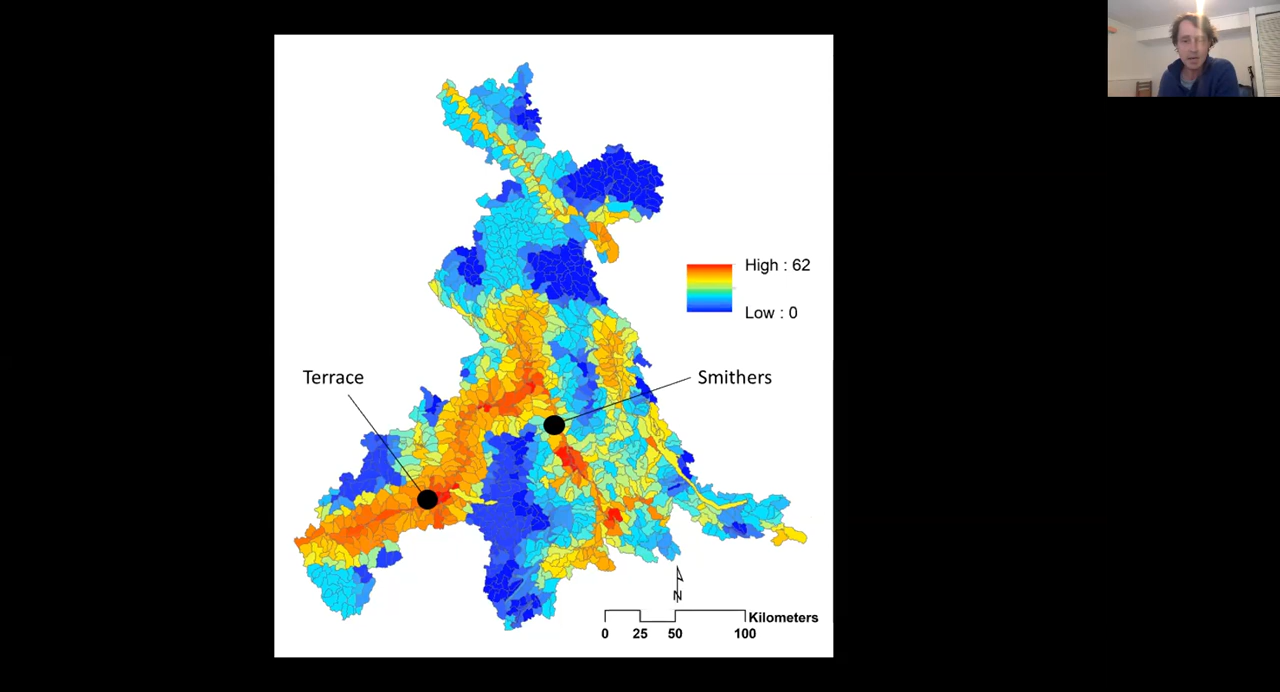 High : 62
Low : 0
Terrace
Smithers
N
Kilometers
0 25 50 100